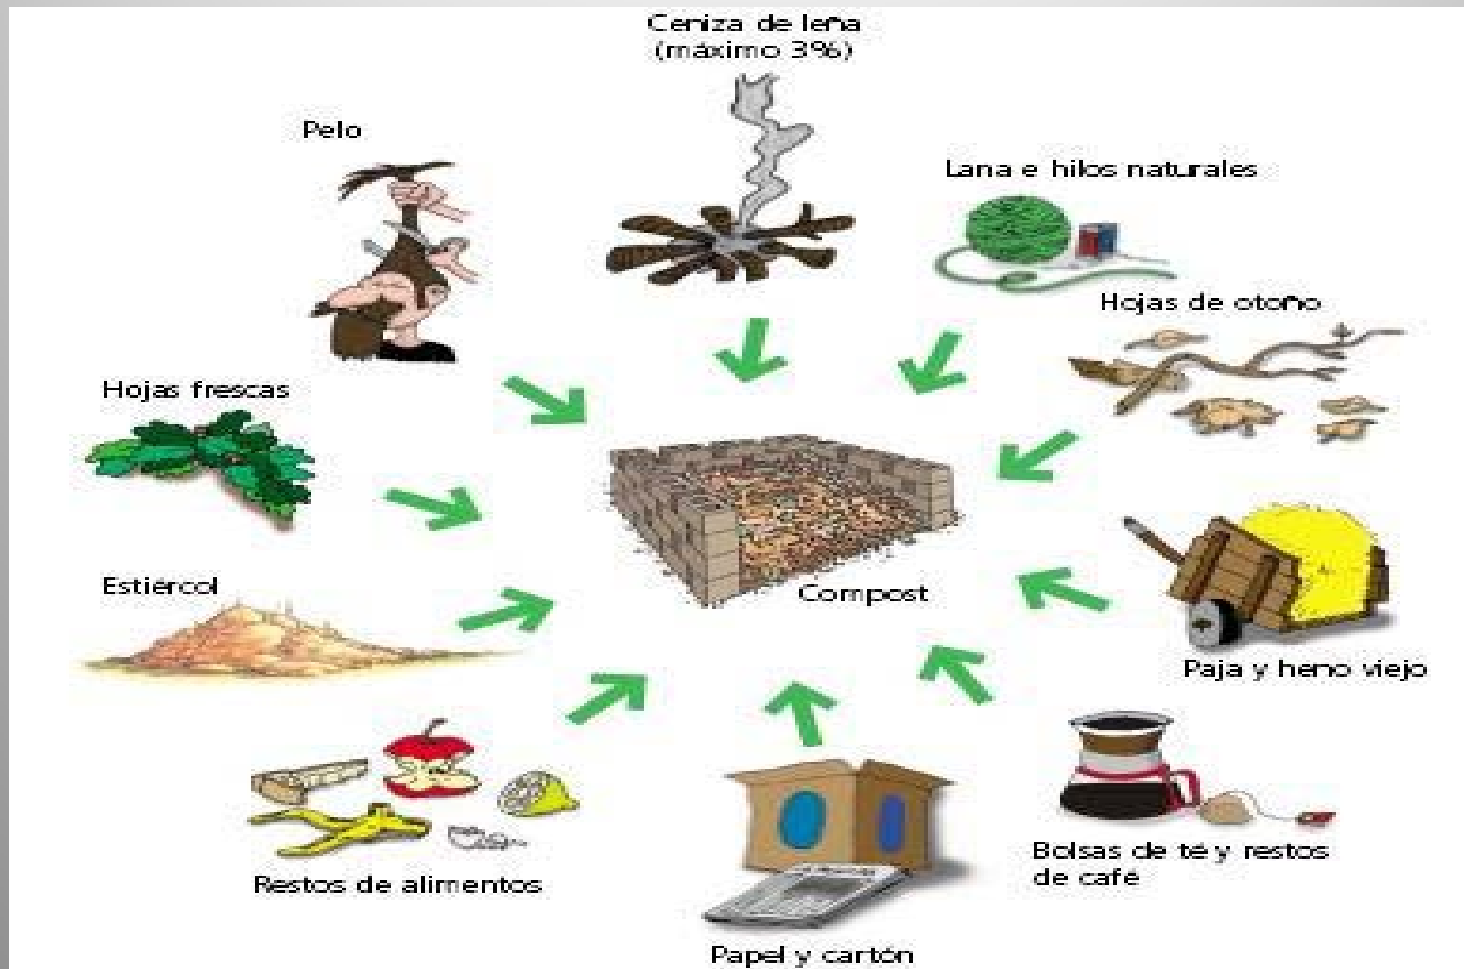 Ceniza de leña
(máximo 3%)
Pelo
Lana e hilos naturales
Hojas de otoño
Hojas frescas
Estiércol
Compost
Paja y heno viejo
Restos de alimentos
Bolsas de té y restos
de café
Papel y cartón